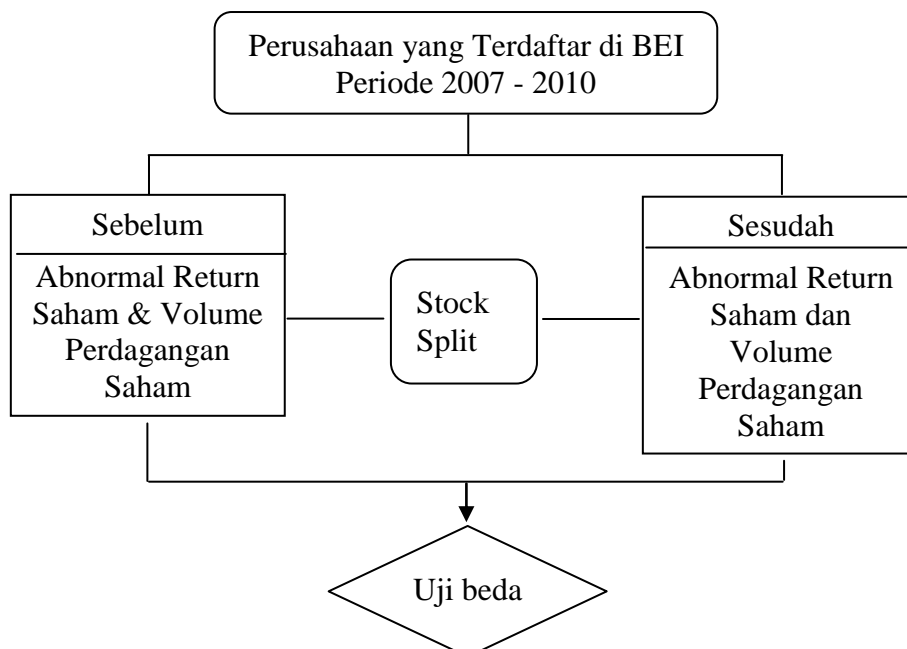 Perusahaan yang Terdaftar di BEI
Periode 2007 - 2010
Sebelum
Abnormal Return
Saham & Volume
Perdagangan
Saham
Stock
Split
Sesudah
Abnormal Return
Saham dan
Volume
Perdagangan
Saham
Uji beda